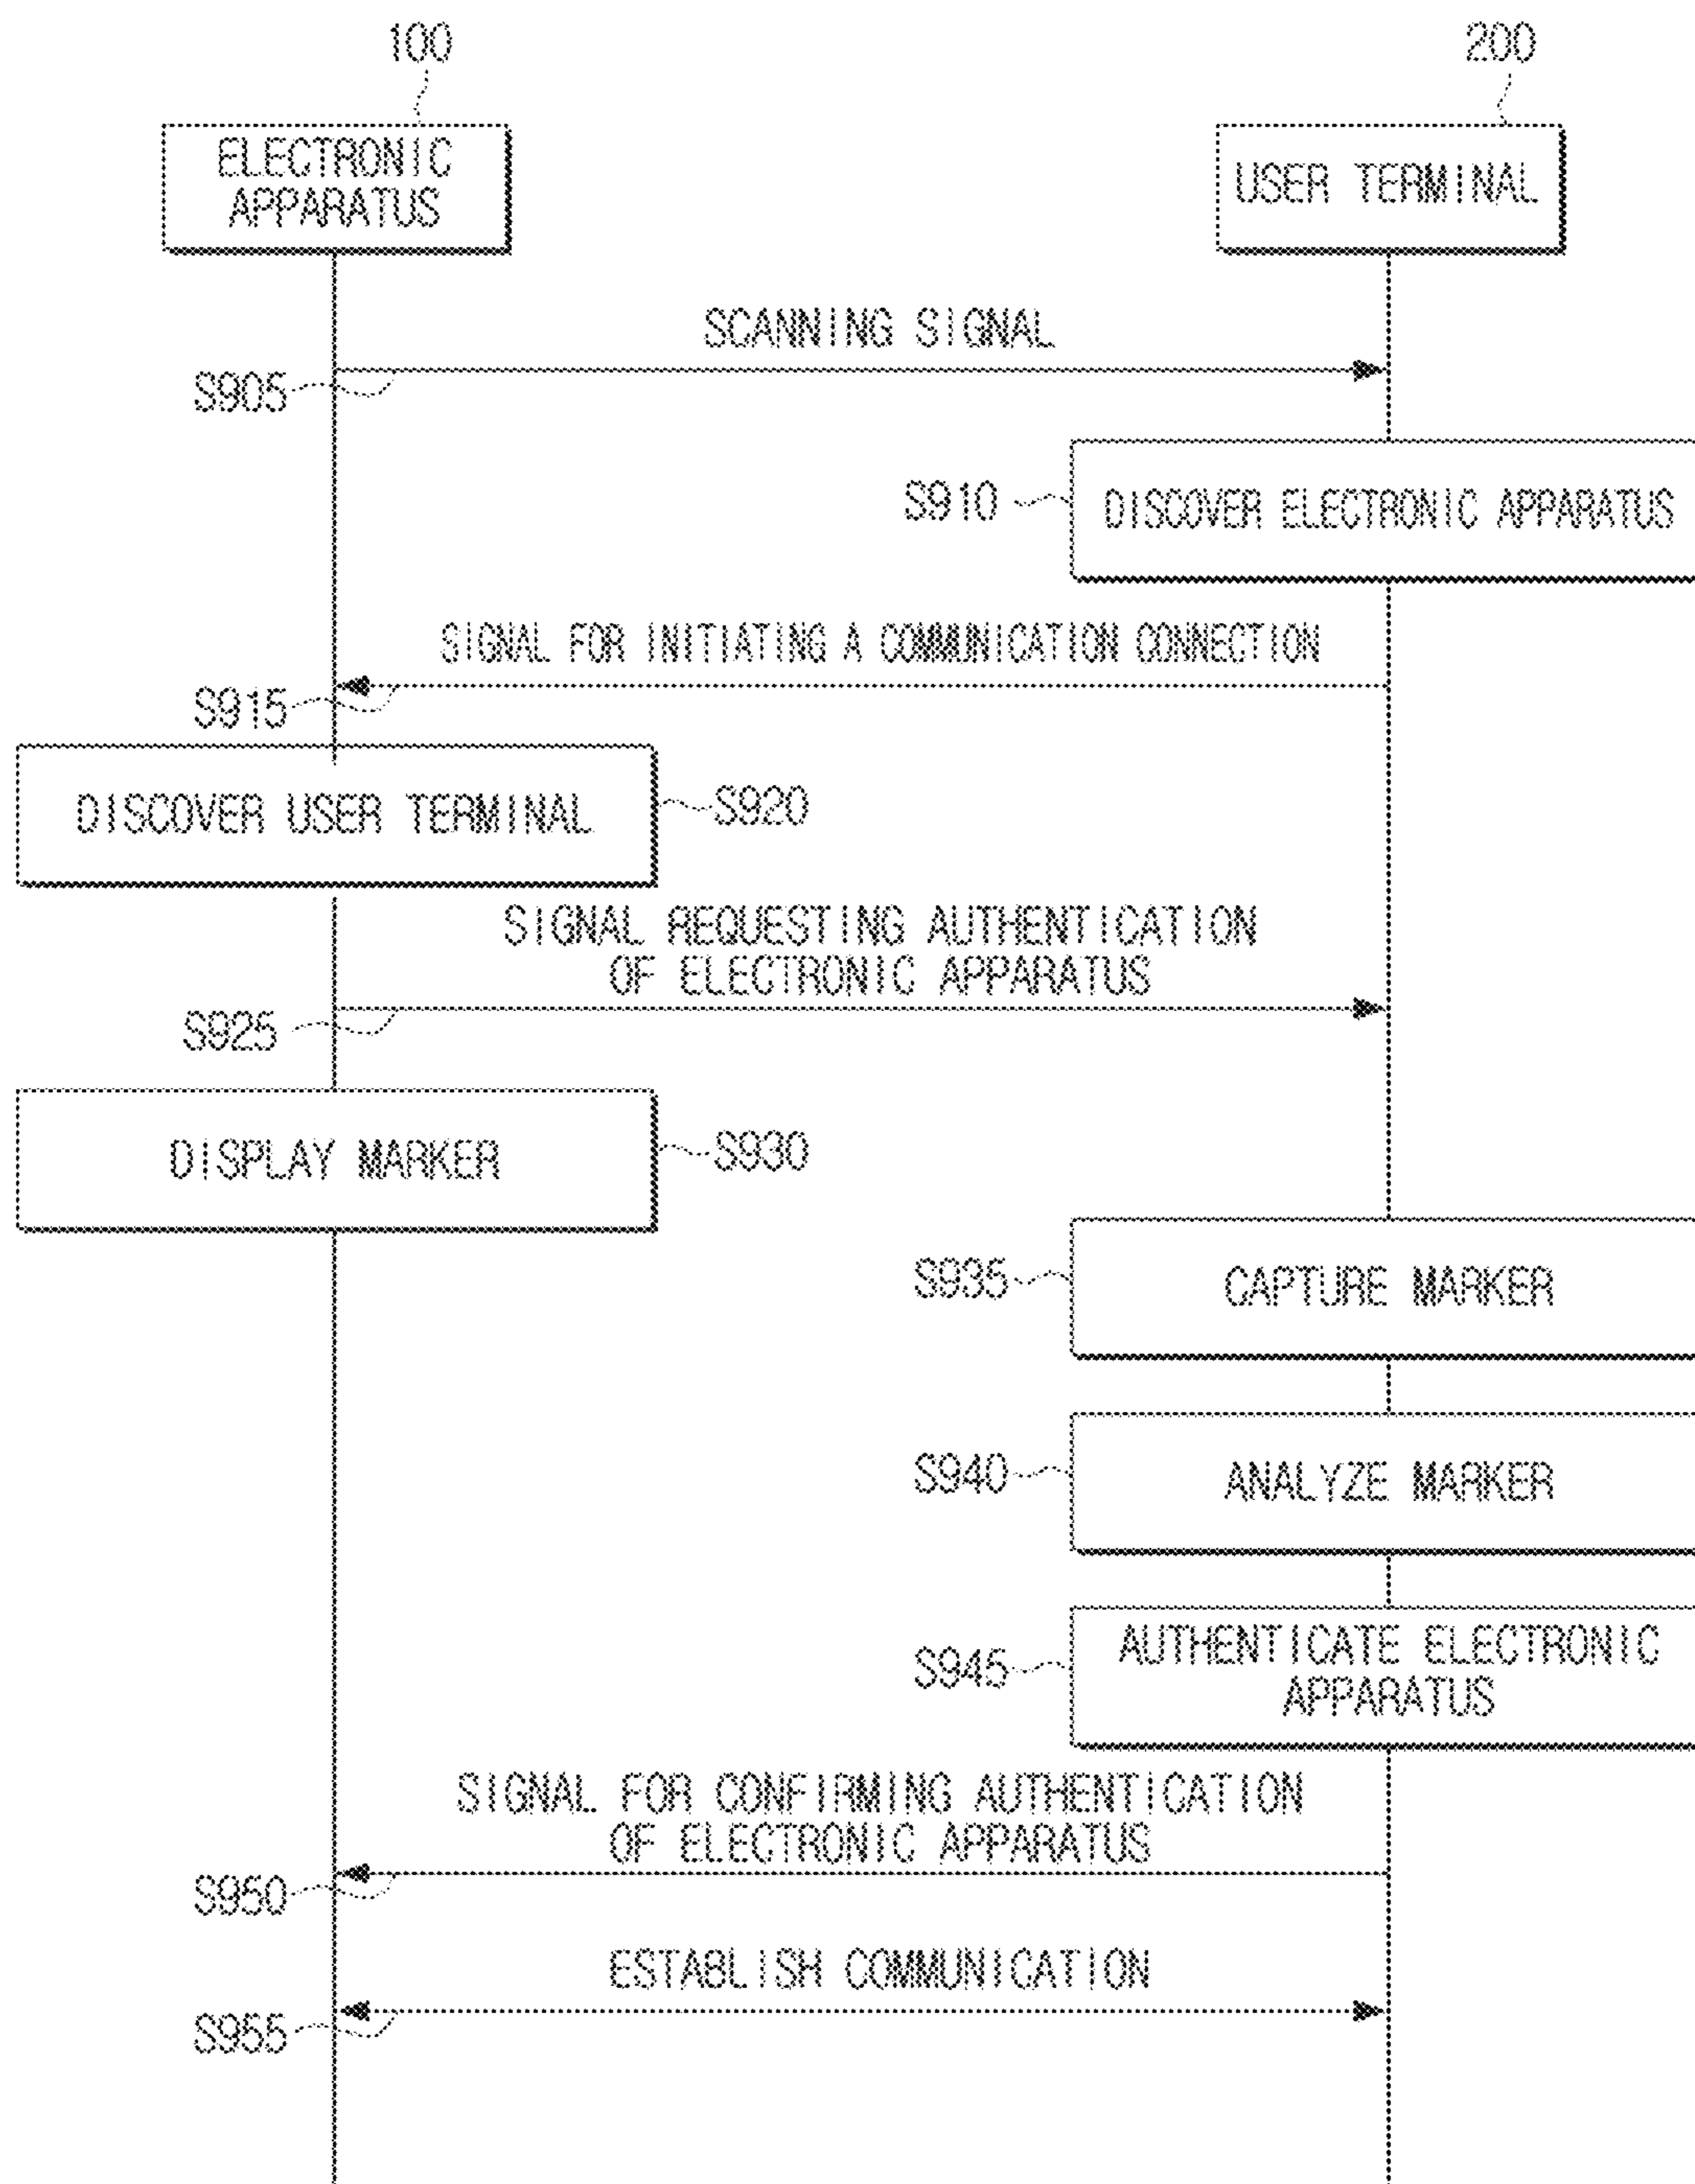 100
200
ELECTRONIC
APPARATUS
USER TERMINAL
SCANNING SIGNAL
S905
S910
DISCOVER ELECTRONIC APPARATUS
SIGNAL FOR INITIATING A COMMUNICATION CONNECTION
S915
DISCOVER USER TERMINAL
S920
SIGNAL REQUESTING AUTHENTICATION
OF ELECTRONIC APPARATUS
S925
DISPLAY MARKER
S930
S935
CAPTURE MARKER
S940
ANALYZE MARKER
S945
AUTHENTICATE ELECTRONIC
APPARATUS
SIGNAL FOR CONFIRMING AUTHENTICATION
OF ELECTRONIC APPARATUS
S950
ESTABLISH COMMUNICATION
S955